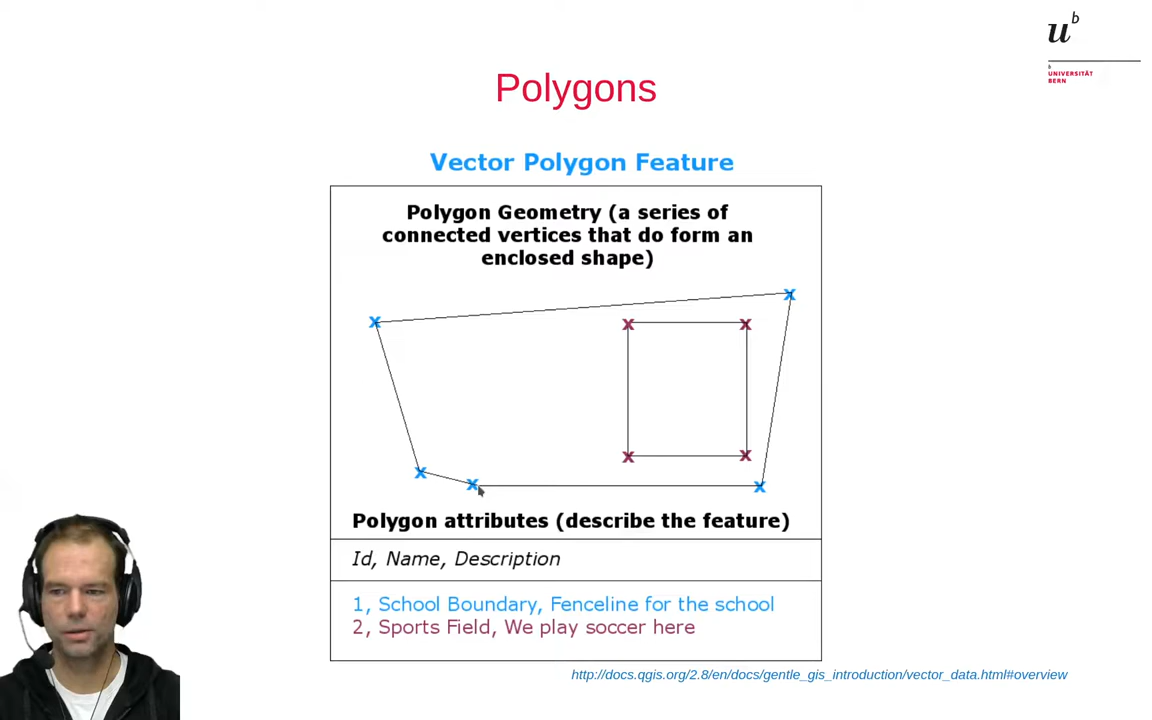 u b
b
UNIVERSITÄT
BERN
Polygons
Vector Polygon Feature
Polygon Geometry (a series of
connected vertices that do form an
enclosed shape)
X
X
X X
X X
X
X
X
Polygon attributes (describe the feature)
Id, Name, Description
1, School Boundary, Fenceline for the school
2, Sports Field, We play soccer here
http://docs.qgis.org/2.8/en/docs/gentle_gis_introduction/vector_data.html#overview